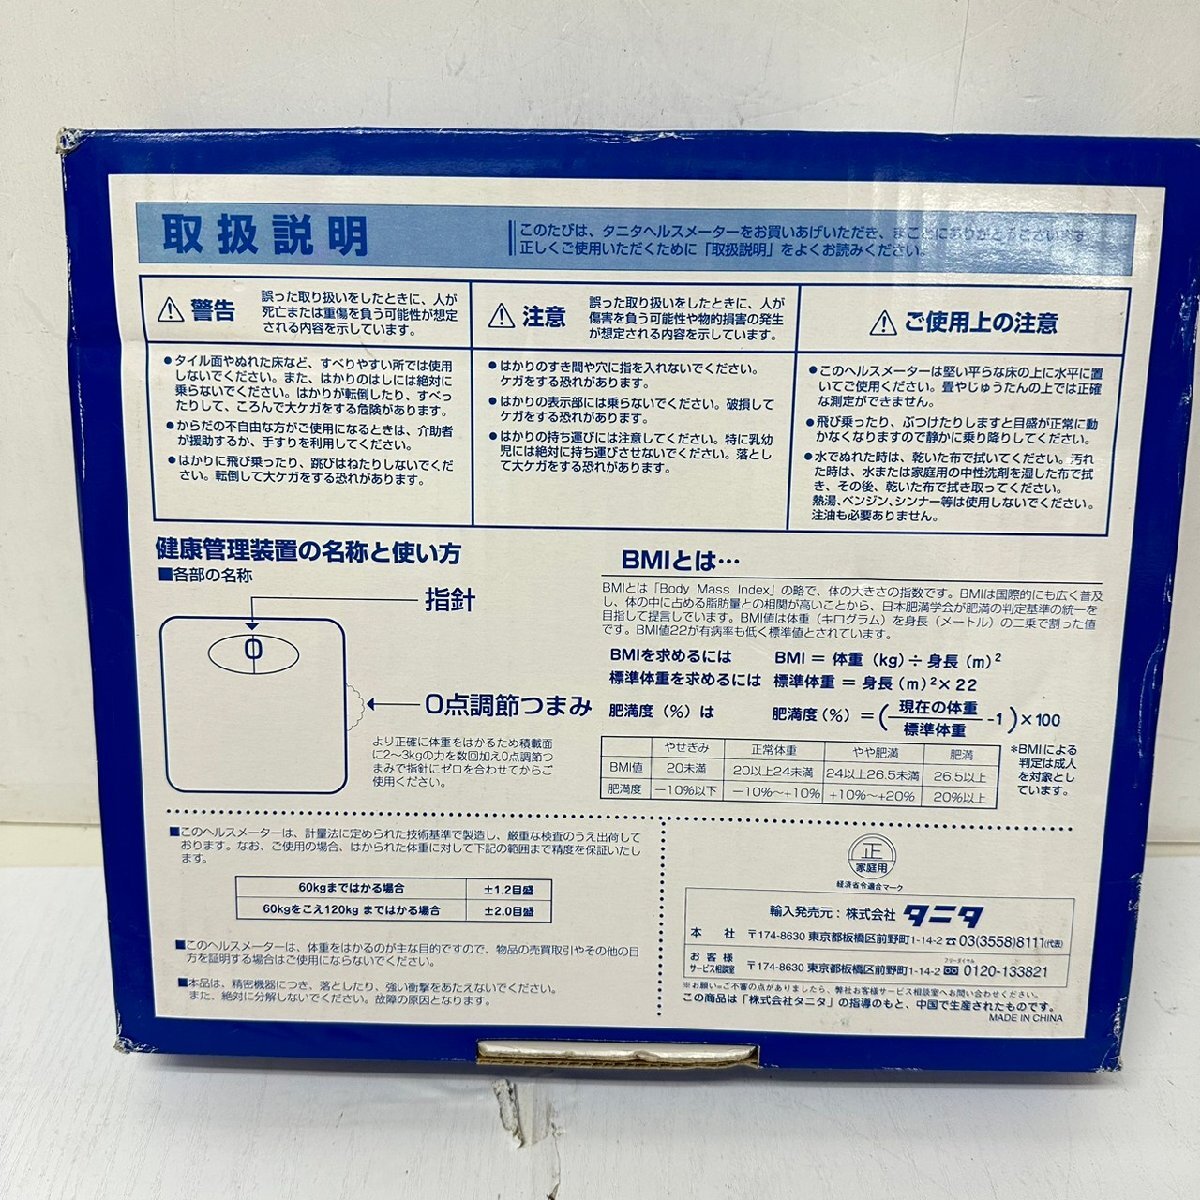 取扱説明
このたびは、タニタヘルスメーターをお買いあげいただき、まことにありがとうございます。
正しくご使用いただくために「取扱説明」をよくお読みください。
警告
誤った取り扱いをしたときに、人が
死亡または重傷を負う可能性が想定
される内容を示しています。
●タイル面やぬれた床など、すべりやすい所では使用
しないでください。また、はかりのはしには絶対に
乗らないでください。はかりが転倒したり、すべっ
たりして、ころんで大ケガをする危険があります。
●からだの不自由な方がご使用になるときは、介助者
が援助するか、手すりを利用してください。
●はかりに飛び乗ったり、跳びはねたりしないでくだ
さい。転倒して大ケガをする恐れがあります。
注意
誤った取り扱いをしたときに、人が
傷害を負う可能性や物的損害の発生
が想定される内容を示しています。
●はかりのすき間や穴に指を入れないでください。
ケガをする恐れがあります。
●はかりの表示部には乗らないでください。破損して
ケガをする恐れがあります。
●はかりの持ち運びには注意してください。特に乳幼
児には絶対に持ち運びさせないでください。落とし
て大ケガをする恐れがあります。
ご使用上の注意
●このヘルスメーターは堅い平らな床の上に水平に置
いてご使用ください。畳やじゅうたんの上では正確
な測定ができません。
●飛び乗ったり、ぶつけたりしますと目盛が正常に動
かなくなりますので静かに乗り降りしてください。
●水でぬれた時は、乾いた布で拭いてください。汚れ
た時は、水または家庭用の中性洗剤を湿した布で拭
き、その後、乾いた布で拭き取ってください。
熱湯、ベンジン、シンナー等は使用しないでください。
注油も必要ありません。
健康管理装置の名称と使い方
■各部の名称
指針
0
0点調節つまみ
より正確に体重をはかるため積載面
に2〜3kgの力を数回加え0点調節つ
まみで指針にゼロを合わせてからご
使用ください。
BMIとは…
BMIとは「Body Mass Index」の略で、体の大きさの指数です。BMIは国際的にも広く普及
し、体の中に占める脂肪量との相関が高いことから、日本肥満学会が肥満の判定基準の統一を
目指して提言しています。BMI値は体重（キログラム）を身長（メートル）の二乗で割った値
です。BMI値22が有病率も低く標準値とされています。
BMIを求めるには BMI = 体重（kg）÷ 身長（m）²
標準体重を求めるには 標準体重 = 身長（m）²× 22
肥満度（%）は 肥満度（%）=（現在の体重/標準体重 -1）× 100
やせぎみ 正常体重 やや肥満 肥満
BMI値 20未満 20以上24未満 24以上26.5未満 26.5以上
肥満度 −10%以下 −10%〜+10% +10%〜+20% 20%以上
*BMIによる
判定は成人
を対象とし
ています。
■このヘルスメーターは、計量法に定められた技術基準で製造し、厳重な検査のうえ出荷して
おります。なお、ご使用の場合、はかられた体重に対して下記の範囲まで精度を保証いたし
ます。
60kgまではかる場合 ±1.2目盛
60kgをこえ120kgまではかる場合 ±2.0目盛
■このヘルスメーターは、体重をはかるのが主な目的ですので、物品の売買取引やその他の目
方を証明する場合はご使用にならないでください。
■本品は、精密機器につき、落としたり、強い衝撃をあたえないでください。
また、絶対に分解しないでください。故障の原因となります。
正
家庭用
経済省令適合マーク
輸入発売元：株式会社 タニタ
本社 〒174-8630 東京都板橋区前野町1-14-2 ☎ 03(3558)8111(代表)
お客様
サービス相談室 〒174-8630 東京都板橋区前野町1-14-2 フリーダイヤル 0120-133821
※お願い=ご不審の点がありましたら、弊社お客様サービス相談室へお問い合わせください。
この商品は「株式会社タニタ」の指導のもと、中国で生産されたものです。
MADE IN CHINA